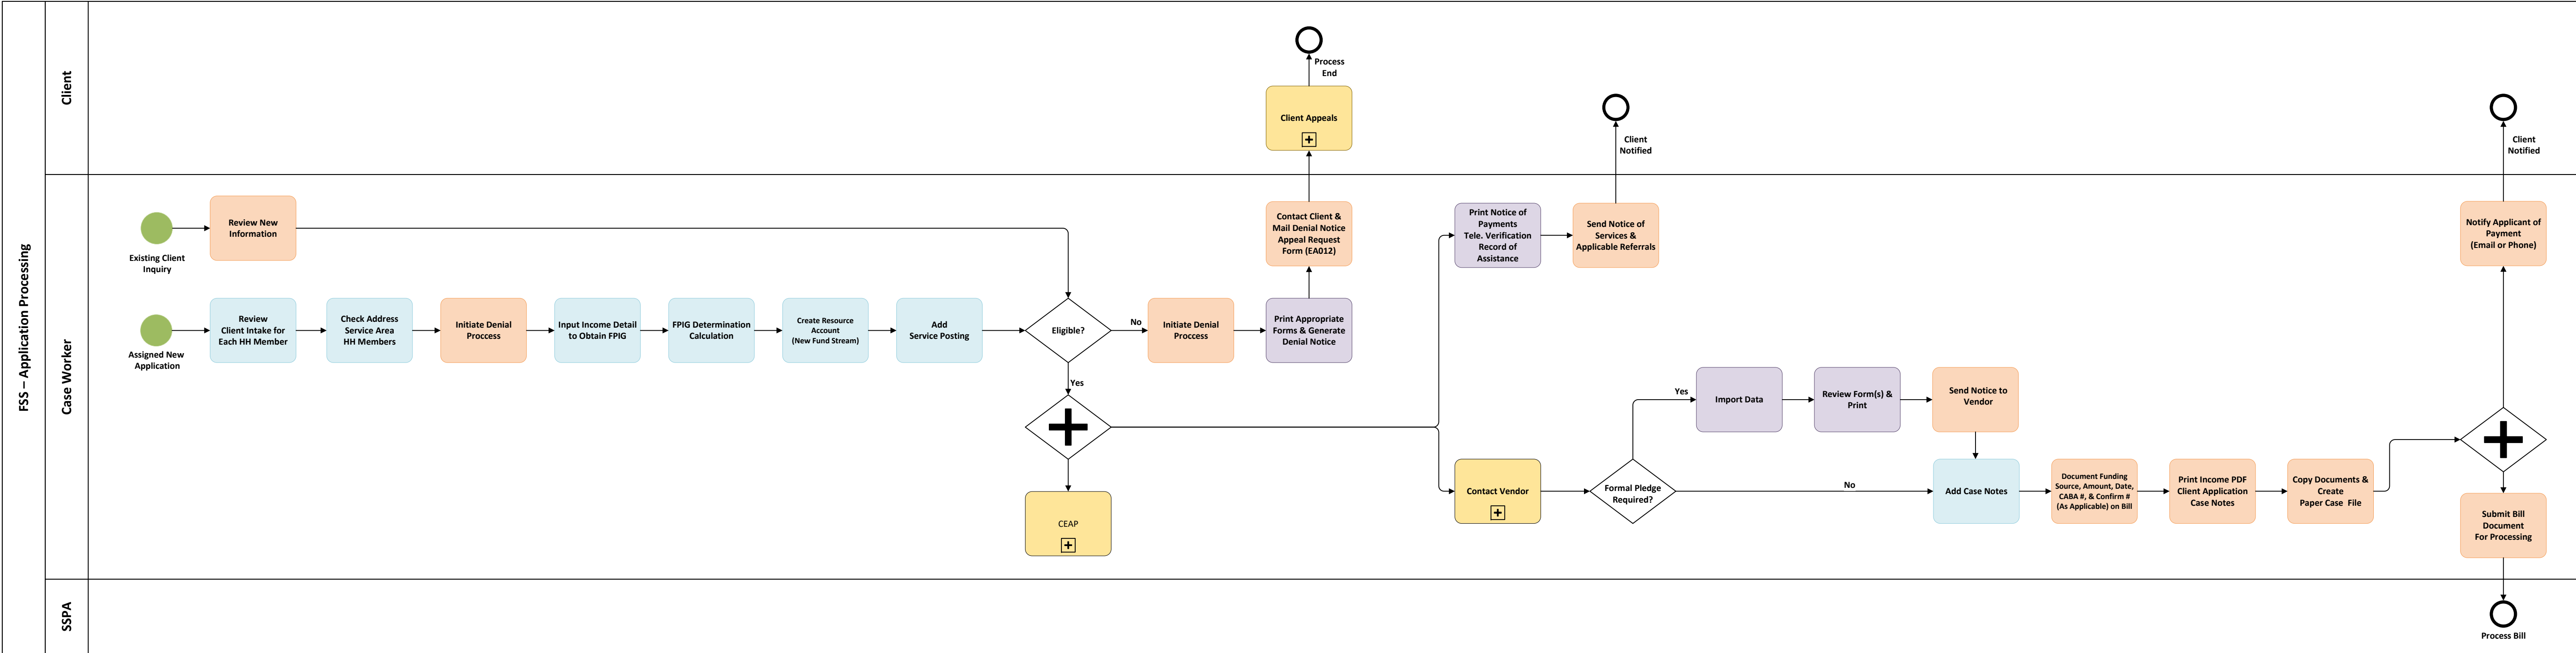 FSS – Application Processing
Client
Process
End
Client Appeals
Client
Notified
Client
Notified
Case Worker
Existing Client
Inquiry
Review New
Information
Contact Client &
Mail Denial Notice
Appeal Request
Form (EA012)
Print Notice of
Payments
Tele. Verification
Record of
Assistance
Send Notice of
Services &
Applicable Referrals
Notify Applicant of
Payment
(Email or Phone)
Assigned New
Application
Review
Client Intake for
Each HH Member
Check Address
Service Area
HH Members
Initiate Denial
Proccess
Input Income Detail
to Obtain FPIG
FPIG Determination
Calculation
Create Resource
Account
(New Fund Stream)
Add
Service Posting
Eligible?
No
Initiate Denial
Proccess
Print Appropriate
Forms & Generate
Denial Notice
Yes
CEAP
Contact Vendor
Formal Pledge
Required?
Yes
Import Data
Review Form(s) &
Print
Send Notice to
Vendor
No
Add Case Notes
Document Funding
Source, Amount, Date,
CABA #, & Confirm #
(As Applicable) on Bill
Print Income PDF
Client Application
Case Notes
Copy Documents &
Create
Paper Case File
Submit Bill
Document
For Processing
SSPA
Process Bill